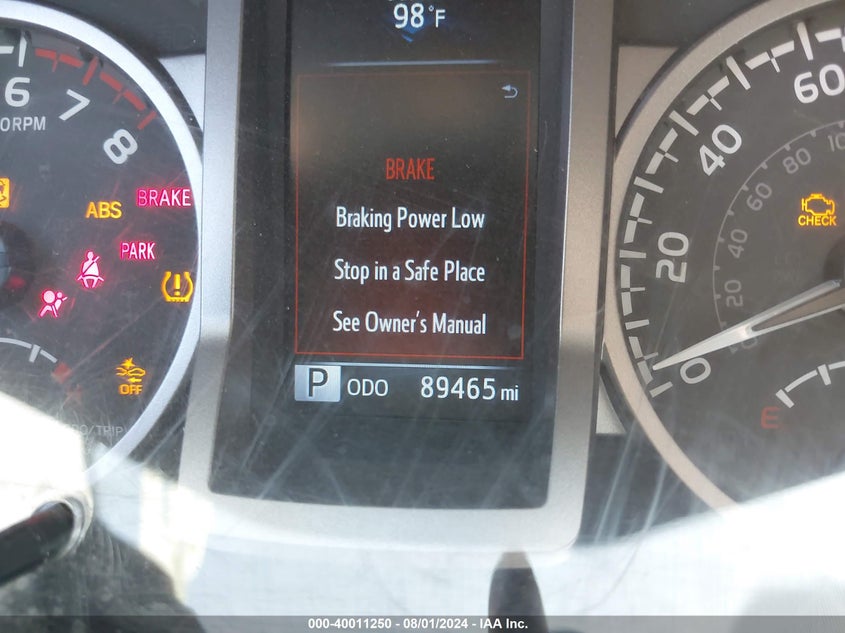 98°F
BRAKE
Braking Power Low
Stop in a Safe Place
See Owner's Manual
P ODO 89465 mi
6
7
8
ABS
BRAKE
PARK
OFF
/TRIP
60
40
20
0
80
60
40
20
CHECK
E
000-40011250 - 08/01/2024 - IAA Inc.